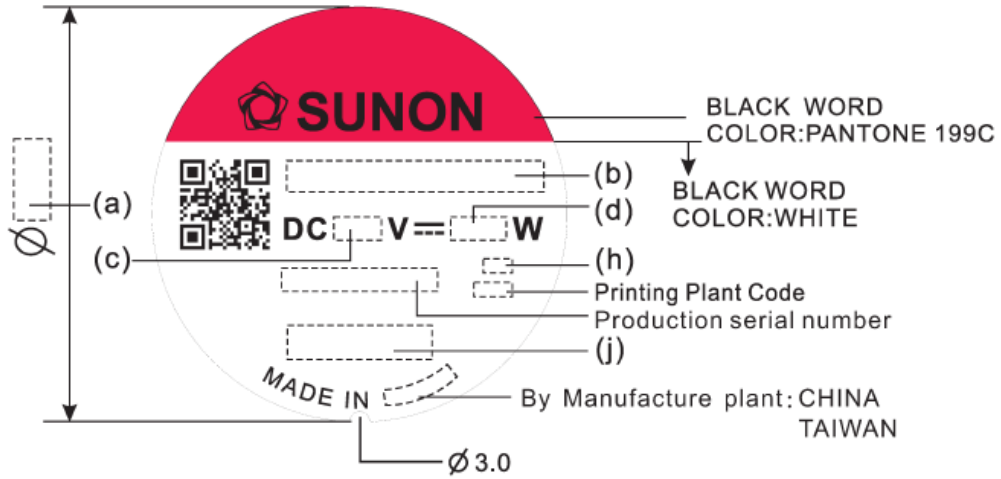 SUNON
BLACK WORD
COLOR:PANTONE 199C
BLACK WORD
COLOR:WHITE
(a)
Ø
(b)
DC V⎓ W
(d)
(c)
(h)
Printing Plant Code
Production serial number
(j)
MADE IN
By Manufacture plant: CHINA
TAIWAN
Ø3.0